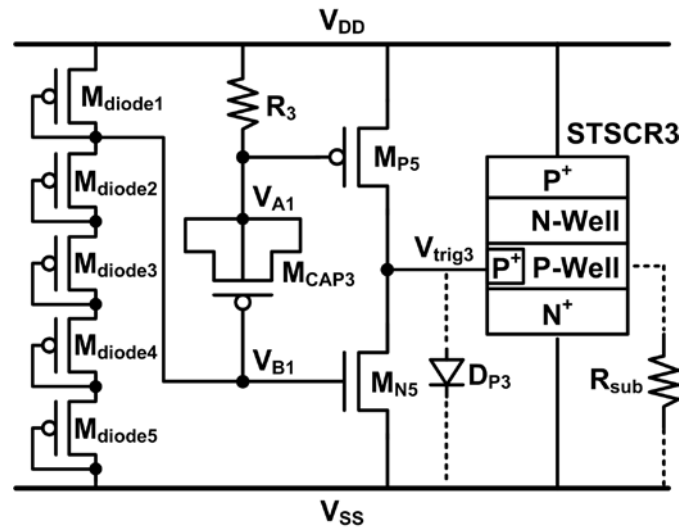 VDD
Mdiode1
R3
MP5
STSCR3
P+
Mdiode2
VA1
N-Well
Mdiode3
MCAP3
Vtrig3
P+ P-Well
N+
Mdiode4
VB1
MN5
DP3
Rsub
Mdiode5
VSS